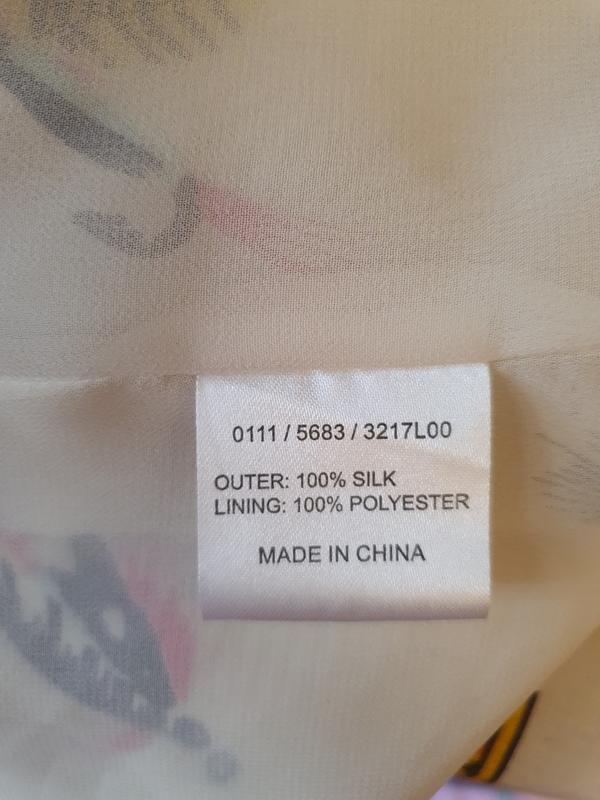 0111 / 5683 / 3217L00
OUTER: 100% SILK
LINING: 100% POLYESTER
MADE IN CHINA